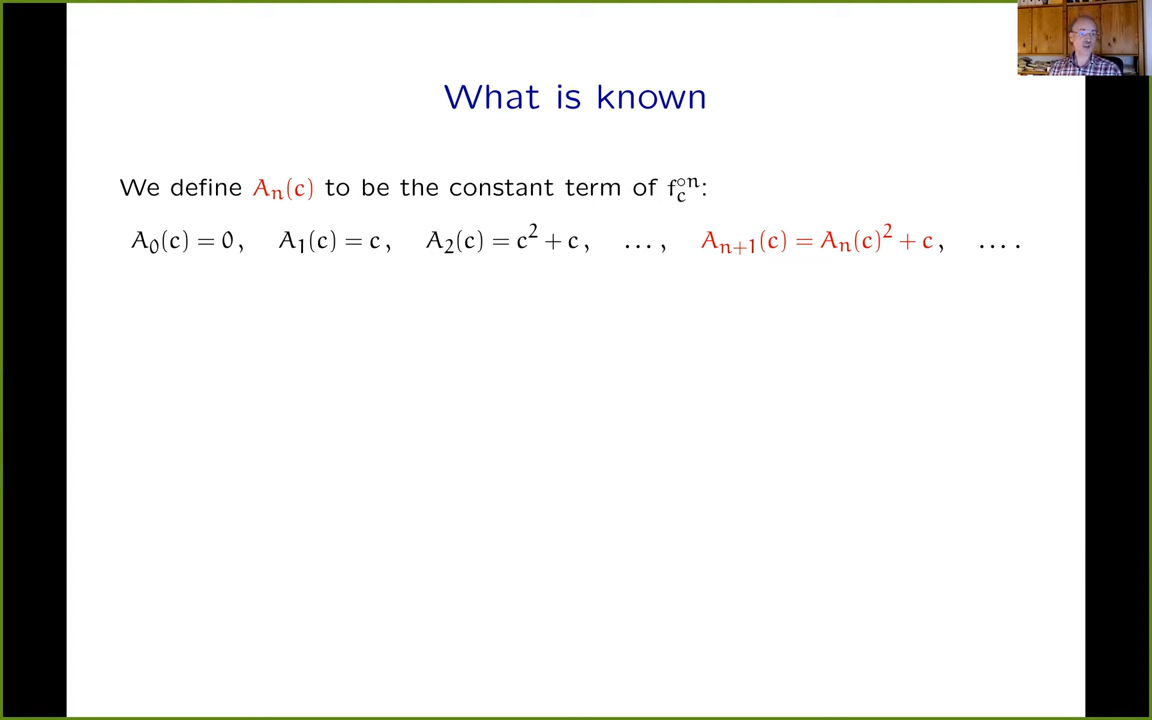 What is known
We define Aₙ(c) to be the constant term of f_c^{∘n}:
A₀(c) = 0, A₁(c) = c, A₂(c) = c² + c, …, Aₙ₊₁(c) = Aₙ(c)² + c, ….